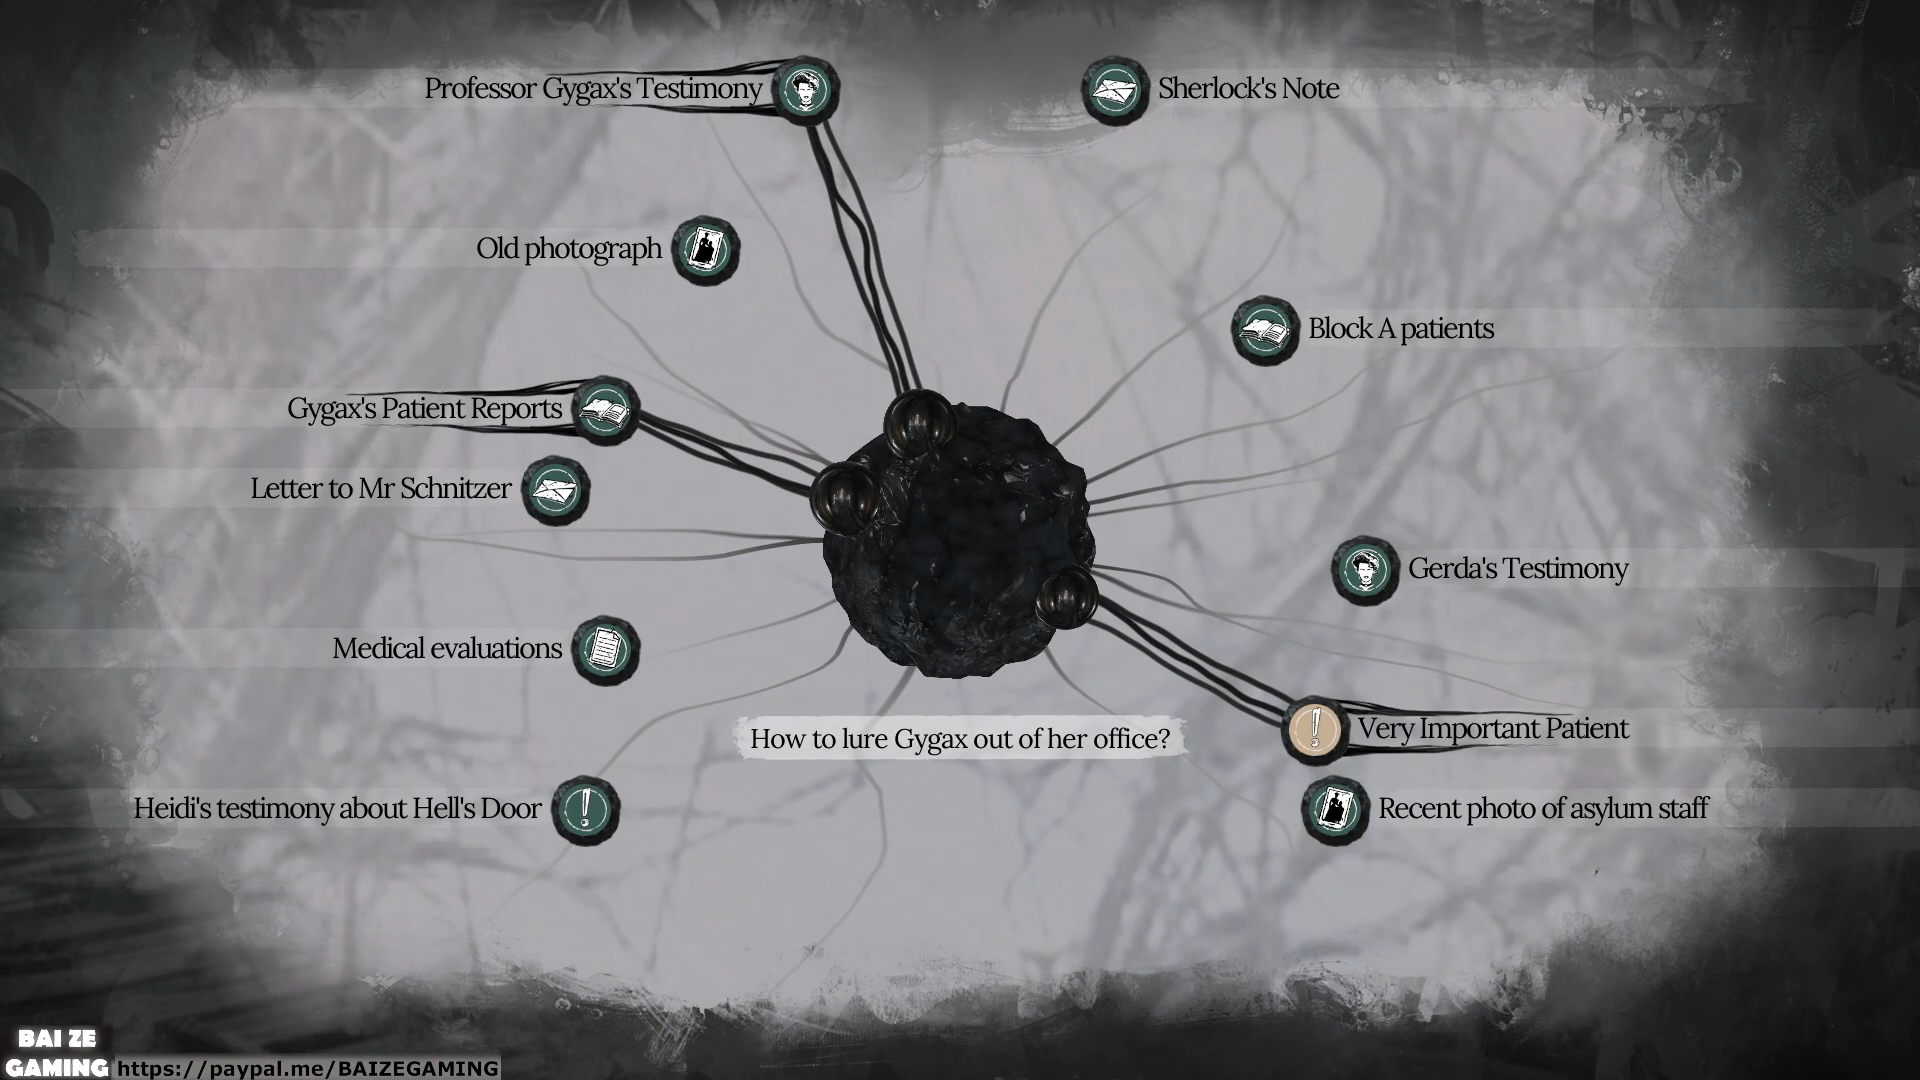 Professor Gygax's Testimony
Sherlock's Note
Old photograph
Block A patients
Gygax's Patient Reports
Letter to Mr Schnitzer
Gerda's Testimony
Medical evaluations
How to lure Gygax out of her office?
Very Important Patient
Heidi's testimony about Hell's Door
Recent photo of asylum staff
BAI ZE
GAMING
https://paypal.me/BAIZEGAMING